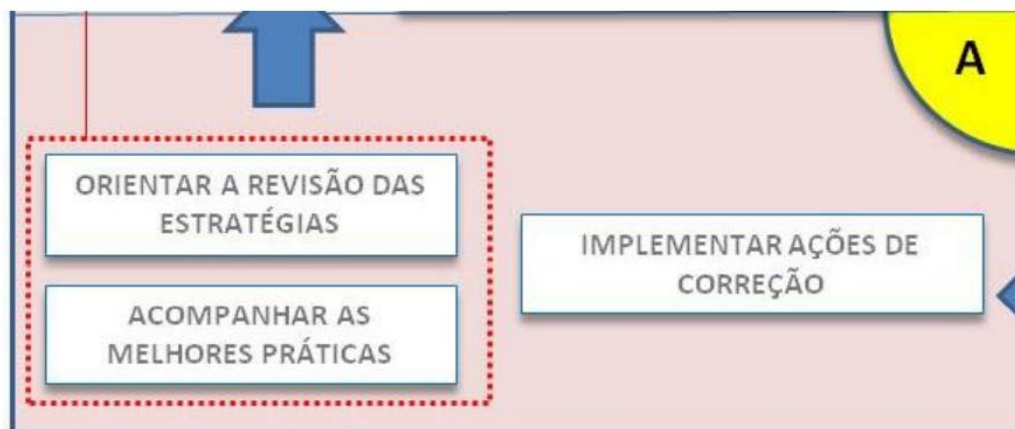 A
ORIENTAR A REVISÃO DAS
ESTRATÉGIAS
IMPLEMENTAR AÇÕES DE
CORREÇÃO
ACOMPANHAR AS
MELHORES PRÁTICAS